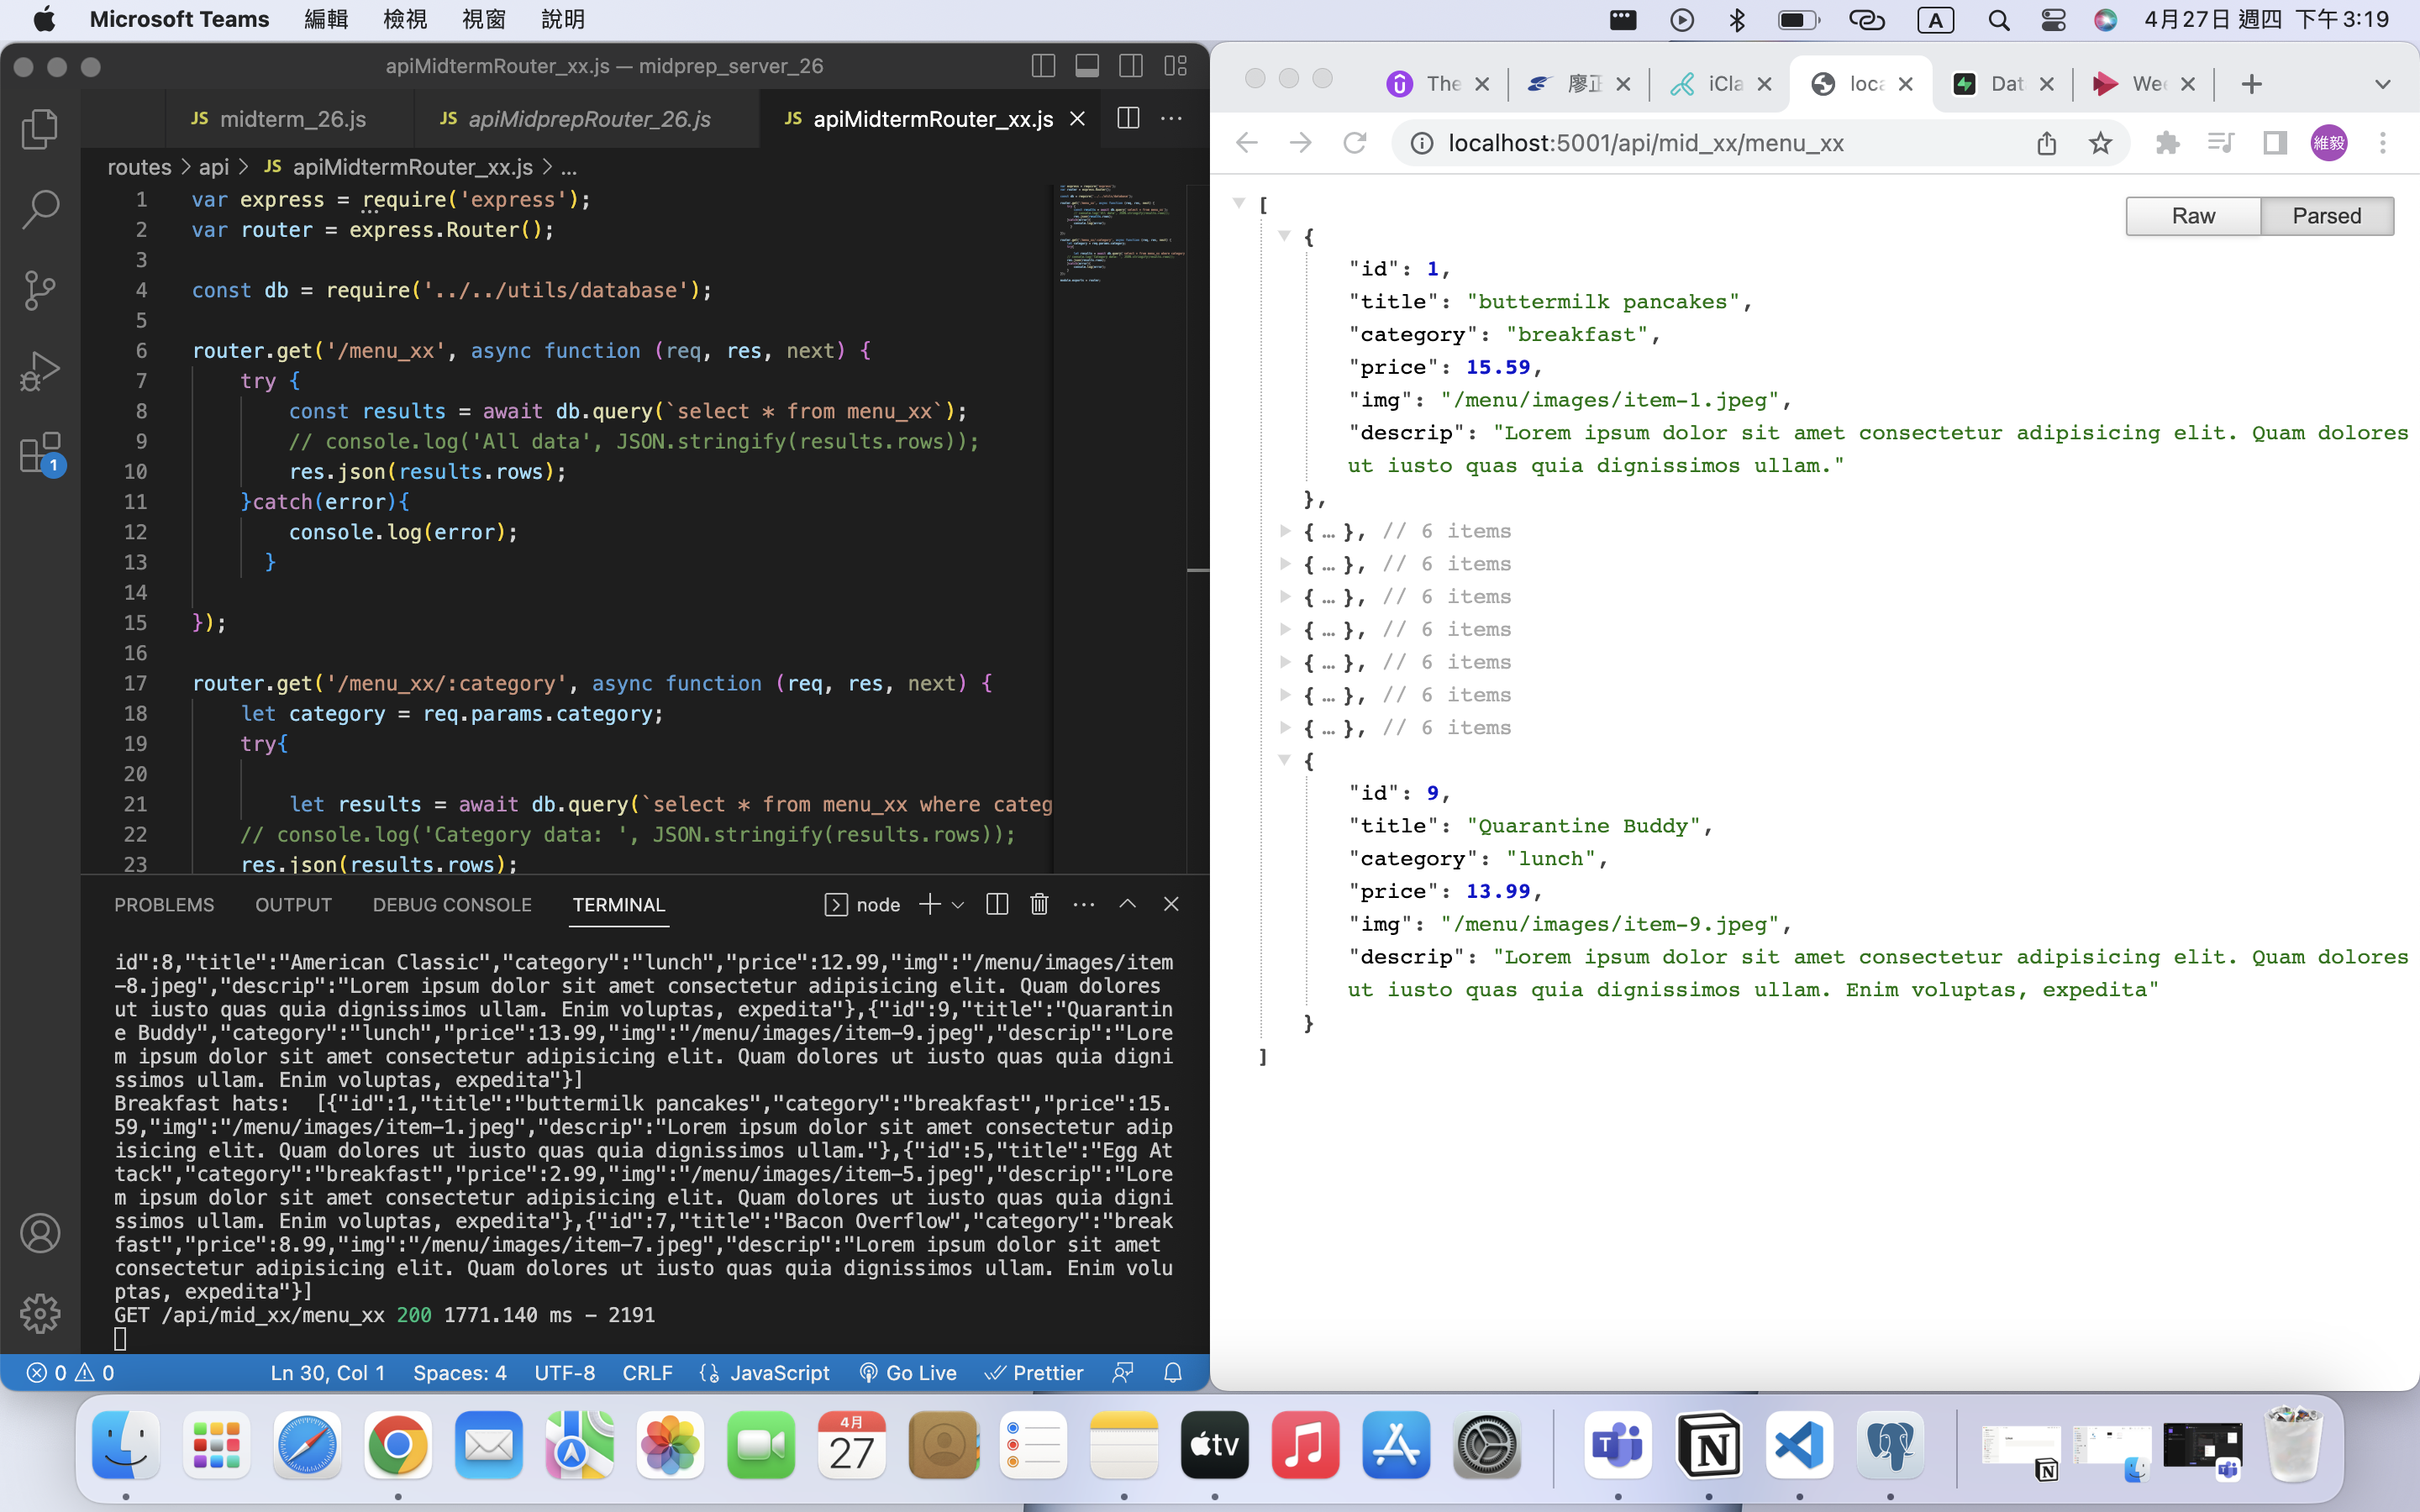 Microsoft Teams 編輯 檢視 視窗 說明
A
4月27日 週四 下午3:19
apiMidtermRouter_xx.js — midprep_server_26
JS midterm_26.js
JS apiMidprepRouter_26.js
JS apiMidtermRouter_xx.js
routes > api > JS apiMidtermRouter_xx.js > ...
1 var express = require('express');
2 var router = express.Router();
3
4 const db = require('../../utils/database');
5
6 router.get('/menu_xx', async function (req, res, next) {
7 try {
8 const results = await db.query(`select * from menu_xx`);
9 // console.log('All data', JSON.stringify(results.rows));
10 res.json(results.rows);
11 }catch(error){
12 console.log(error);
13 }
14
15 });
16
17 router.get('/menu_xx/:category', async function (req, res, next) {
18 let category = req.params.category;
19 try{
20
21 let results = await db.query(`select * from menu_xx where categ
22 // console.log('Category data: ', JSON.stringify(results.rows));
23 res.json(results.rows);
1
PROBLEMS OUTPUT DEBUG CONSOLE TERMINAL
node
id":8,"title":"American Classic","category":"lunch","price":12.99,"img":"/menu/images/item
-8.jpeg","descrip":"Lorem ipsum dolor sit amet consectetur adipisicing elit. Quam dolores
ut iusto quas quia dignissimos ullam. Enim voluptas, expedita"},{"id":9,"title":"Quarantin
e Buddy","category":"lunch","price":13.99,"img":"/menu/images/item-9.jpeg","descrip":"Lore
m ipsum dolor sit amet consectetur adipisicing elit. Quam dolores ut iusto quas quia digni
ssimos ullam. Enim voluptas, expedita"}]
Breakfast hats:  [{"id":1,"title":"buttermilk pancakes","category":"breakfast","price":15.
59,"img":"/menu/images/item-1.jpeg","descrip":"Lorem ipsum dolor sit amet consectetur adip
isicing elit. Quam dolores ut iusto quas quia dignissimos ullam."},{"id":5,"title":"Egg At
tack","category":"breakfast","price":2.99,"img":"/menu/images/item-5.jpeg","descrip":"Lore
m ipsum dolor sit amet consectetur adipisicing elit. Quam dolores ut iusto quas quia digni
ssimos ullam. Enim voluptas, expedita"},{"id":7,"title":"Bacon Overflow","category":"break
fast","price":8.99,"img":"/menu/images/item-7.jpeg","descrip":"Lorem ipsum dolor sit amet
consectetur adipisicing elit. Quam dolores ut iusto quas quia dignissimos ullam. Enim volu
ptas, expedita"}]
GET /api/mid_xx/menu_xx 200 1771.140 ms - 2191
0 0 Ln 30, Col 1 Spaces: 4 UTF-8 CRLF JavaScript Go Live Prettier
The 廖正 iCla loca Dat Wee
localhost:5001/api/mid_xx/menu_xx
維毅
Raw Parsed
[
{
"id": 1,
"title": "buttermilk pancakes",
"category": "breakfast",
"price": 15.59,
"img": "/menu/images/item-1.jpeg",
"descrip": "Lorem ipsum dolor sit amet consectetur adipisicing elit. Quam dolores
ut iusto quas quia dignissimos ullam."
},
{ … }, // 6 items
{ … }, // 6 items
{ … }, // 6 items
{ … }, // 6 items
{ … }, // 6 items
{ … }, // 6 items
{ … }, // 6 items
{
"id": 9,
"title": "Quarantine Buddy",
"category": "lunch",
"price": 13.99,
"img": "/menu/images/item-9.jpeg",
"descrip": "Lorem ipsum dolor sit amet consectetur adipisicing elit. Quam dolores
ut iusto quas quia dignissimos ullam. Enim voluptas, expedita"
}
]
4月
27
tv
T
N